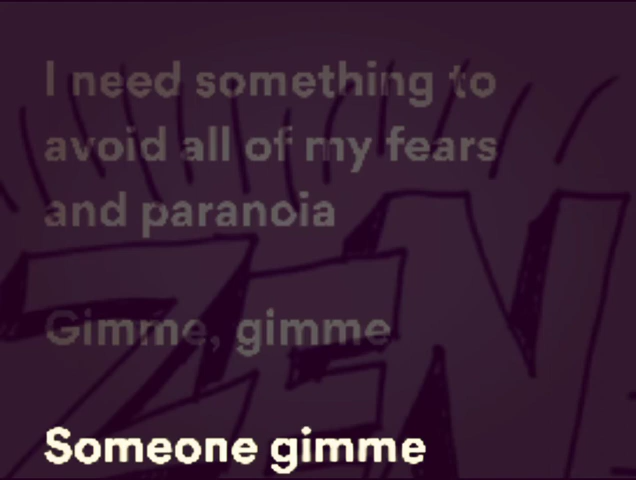 I need something to
avoid all of my fears
and paranoia
Gimme, gimme
Someone gimme
ZEN